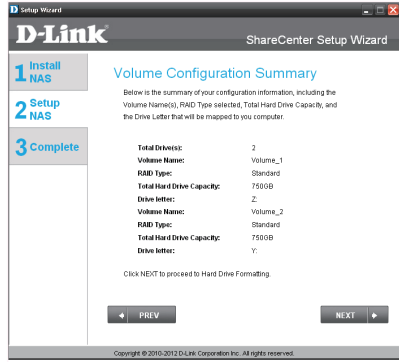 Setup Wizard
D-Link
ShareCenter Setup Wizard
1 Install
NAS
2 Setup
NAS
3 Complete
Volume Configuration Summary
Below is the summary of your configuration information, including the
Volume Name(s), RAID Type selected, Total Hard Drive Capacity, and
the Drive Letter that will be mapped to you computer.
Total Drive(s): 2
Volume Name: Volume_1
RAID Type: Standard
Total Hard Drive Capacity: 750GB
Drive letter: Z:
Volume Name: Volume_2
RAID Type: Standard
Total Hard Drive Capacity: 750GB
Drive letter: Y:
Click NEXT to proceed to Hard Drive Formatting.
PREV
NEXT
Copyright © 2010-2012 D-Link Corporation Inc. All rights reserved.